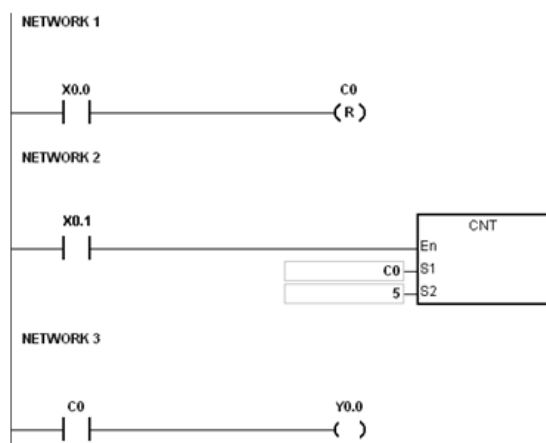 NETWORK 1
X0.0
C0
R
NETWORK 2
X0.1
CNT
En
C0
S1
5
S2
NETWORK 3
C0
Y0.0